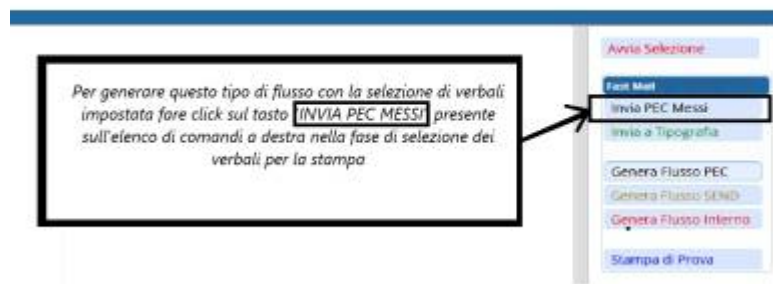 Avvia Selezione
Per generare questo tipo di flusso con la selezione di verbali
impostata fare click sul tasto INVIA PEC MESSI presente
sull'elenco di comandi a destra nella fase di selezione dei
verbali per la stampa
Fast Mail
Invia PEC Messi
Invio a Tipografia
Genera Flusso PEC
Genera Flusso SEND
Genera Flusso Interno
Stampa di Prova